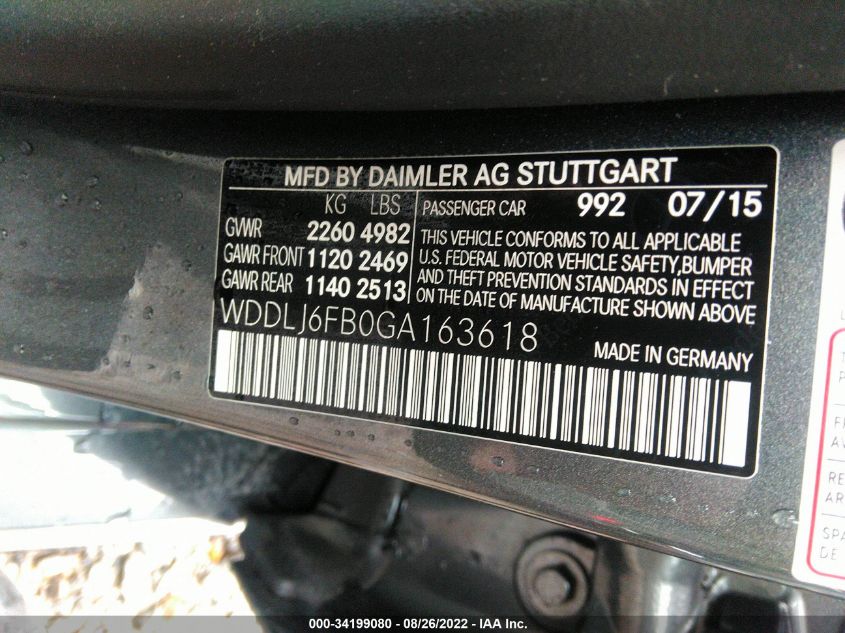 MFD BY DAIMLER AG STUTTGART
KG LBS
GVWR 2260 4982
GAWR FRONT 1120 2469
GAWR REAR 1140 2513
PASSENGER CAR 992 07/15
THIS VEHICLE CONFORMS TO ALL APPLICABLE
U.S. FEDERAL MOTOR VEHICLE SAFETY,BUMPER
AND THEFT PREVENTION STANDARDS IN EFFECT
ON THE DATE OF MANUFACTURE SHOWN ABOVE
WDDLJ6FB0GA163618
MADE IN GERMANY
000-34199080 - 08/26/2022 - IAA Inc.